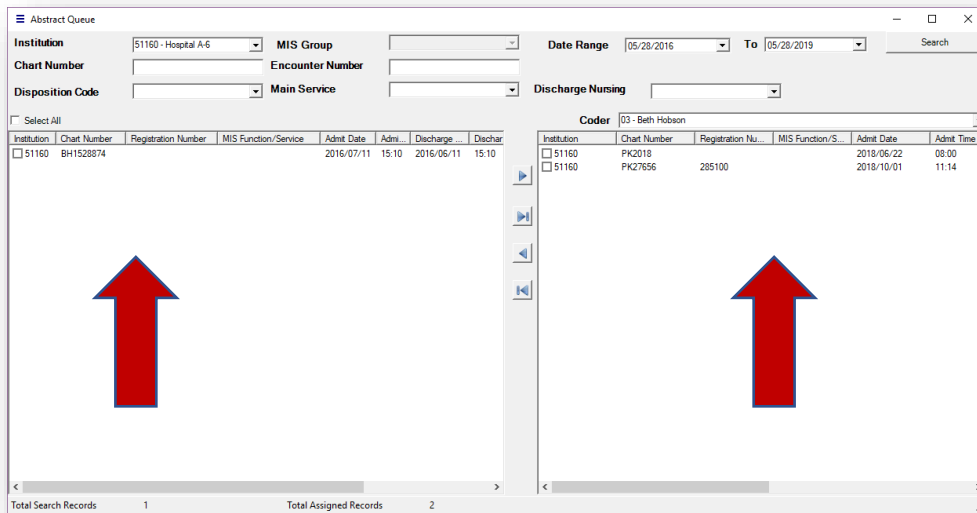 Abstract Queue
Institution 51160 - Hospital A-6 MIS Group Date Range 05/28/2016 To 05/28/2019 Search
Chart Number Encounter Number
Disposition Code Main Service Discharge Nursing
Select All Coder 03 - Beth Hobson
Institution Chart Number Registration Number MIS Function/Service Admit Date Admi... Discharge ... Dischar Institution Chart Number Registration Nu... MIS Function/S... Admit Date Admit Time
51160 BH1528874 2016/07/11 15:10 2016/06/11 15:10 51160 PK2018 2018/06/22 08:00
51160 PK27656 285100 2018/10/01 11:14
Total Search Records 1 Total Assigned Records 2